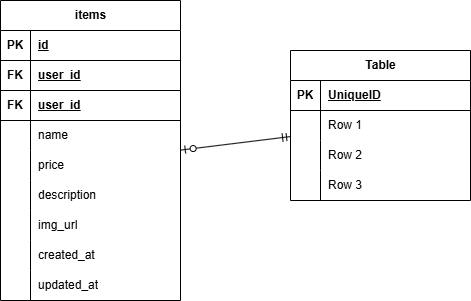 items
PK id
FK user_id
FK user_id
name
price
description
img_url
created_at
updated_at
Table
PK UniqueID
Row 1
Row 2
Row 3